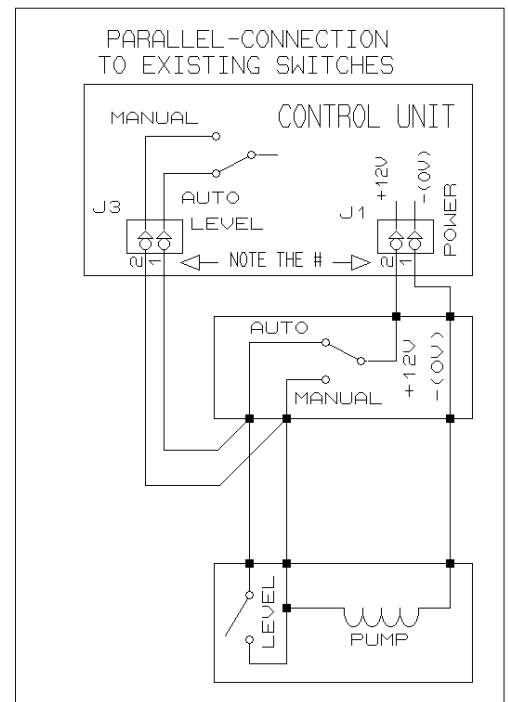 PARALLEL-CONNECTION
TO EXISTING SWITCHES
MANUAL
CONTROL UNIT
AUTO
LEVEL
J3
J1
+12V
-(0V)
POWER
2
1
NOTE THE #
2
1
AUTO
MANUAL
+12V
-(0V)
LEVEL
PUMP